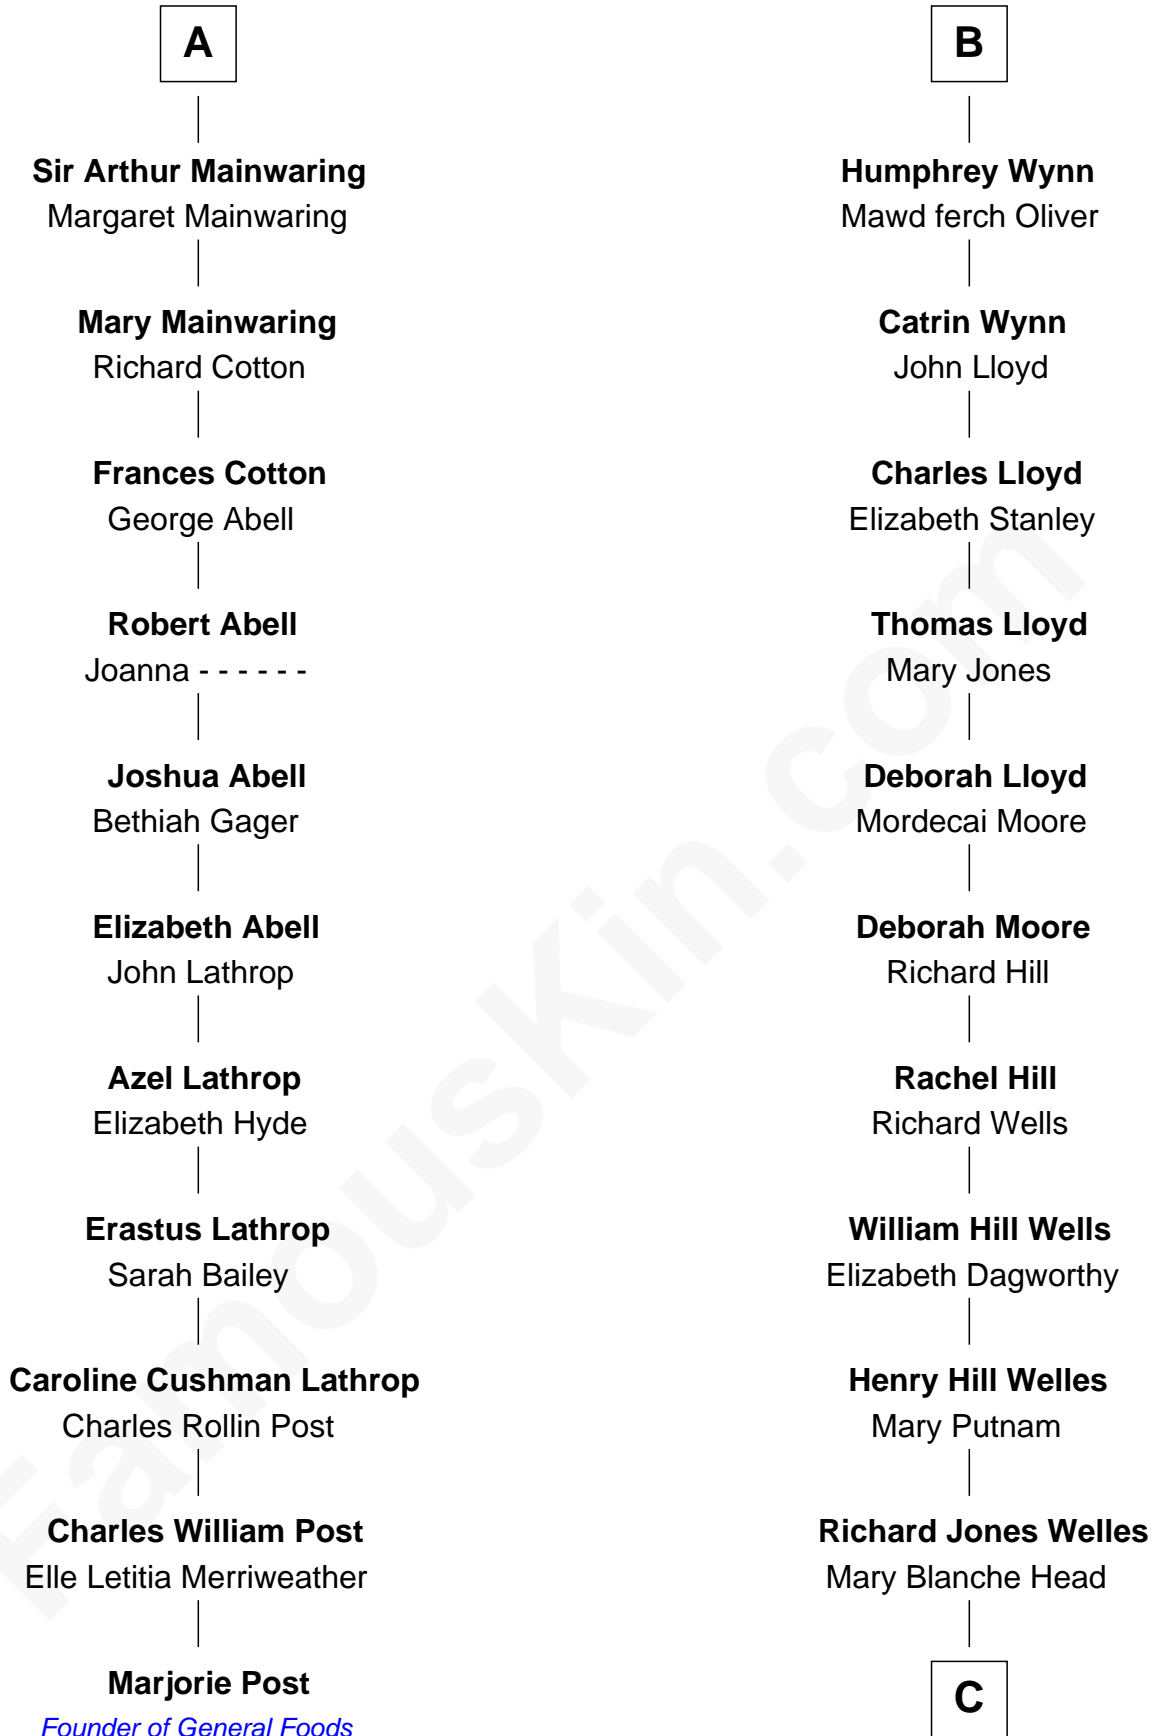 A
Sir Arthur Mainwaring
Margaret Mainwaring
Mary Mainwaring
Richard Cotton
Frances Cotton
George Abell
Robert Abell
Joanna - - - - - -
Joshua Abell
Bethiah Gager
Elizabeth Abell
John Lathrop
Azel Lathrop
Elizabeth Hyde
Erastus Lathrop
Sarah Bailey
Caroline Cushman Lathrop
Charles Rollin Post
Charles William Post
Elle Letitia Merriweather
Marjorie Post
Founder of General Foods
B
Humphrey Wynn
Mawd ferch Oliver
Catrin Wynn
John Lloyd
Charles Lloyd
Elizabeth Stanley
Thomas Lloyd
Mary Jones
Deborah Lloyd
Mordecai Moore
Deborah Moore
Richard Hill
Rachel Hill
Richard Wells
William Hill Wells
Elizabeth Dagworthy
Henry Hill Welles
Mary Putnam
Richard Jones Welles
Mary Blanche Head
C
FamousKin.com